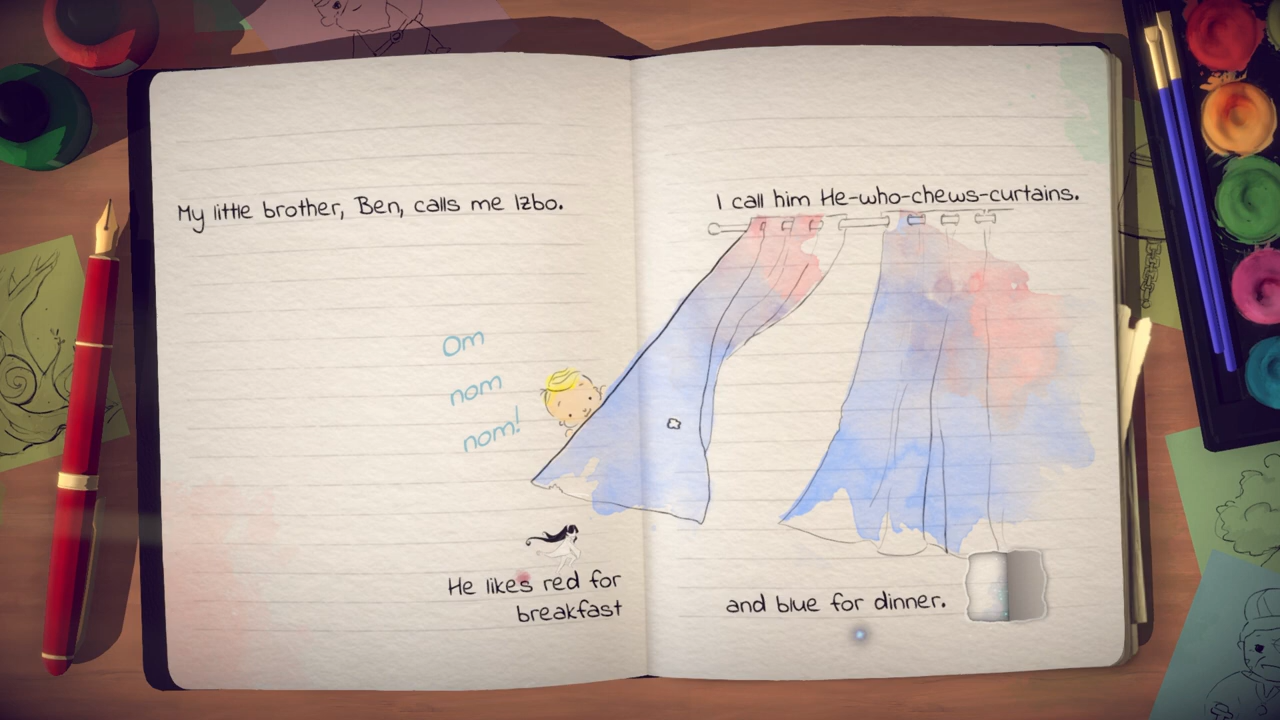 My little brother, Ben, calls me Izbo.
Om
nom
nom!
He likes red for
breakfast
I call him He-who-chews-curtains.
and blue for dinner.